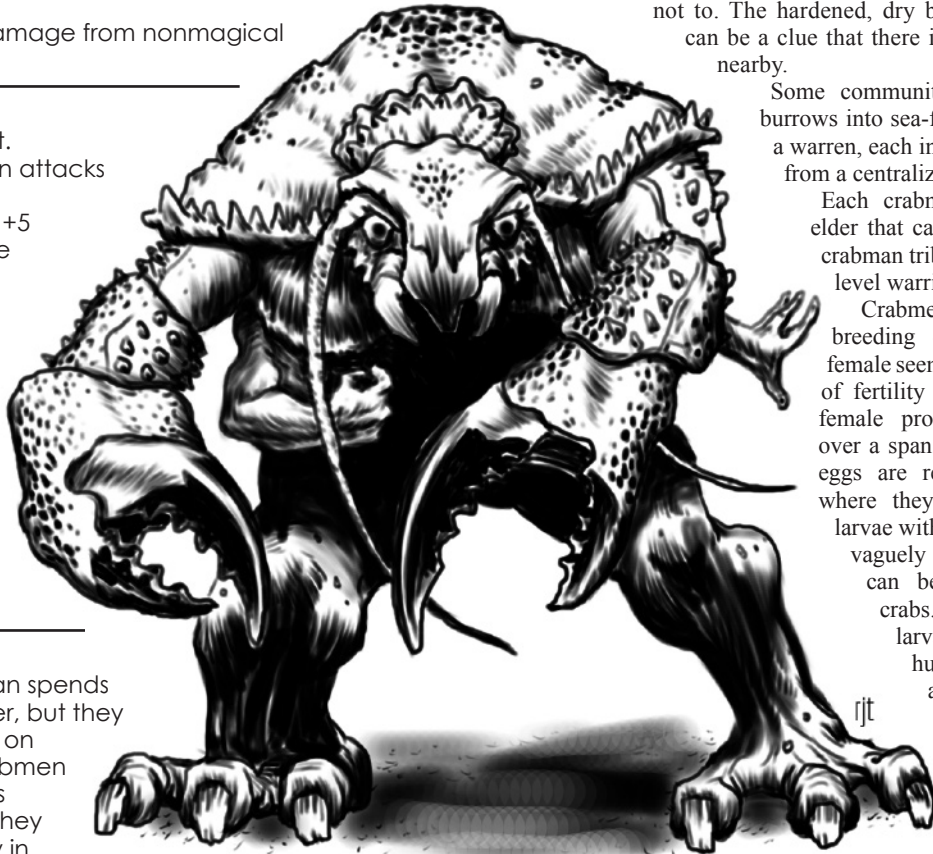 amage from nonmagical
t.
n attacks
+5
e
an spends
er, but they
on
bmen
s
hey
y in
not to. The hardened, dry b
can be a clue that there i
nearby.
Some communit
burrows into sea-f
a warren, each in
from a centraliz
Each crabm
elder that ca
crabman trib
level warri
Crabme
breeding
female seen
of fertility
female pro
over a span
eggs are re
where they
larvae with
vaguely
can be
crabs.
larv
hu
a
rjt